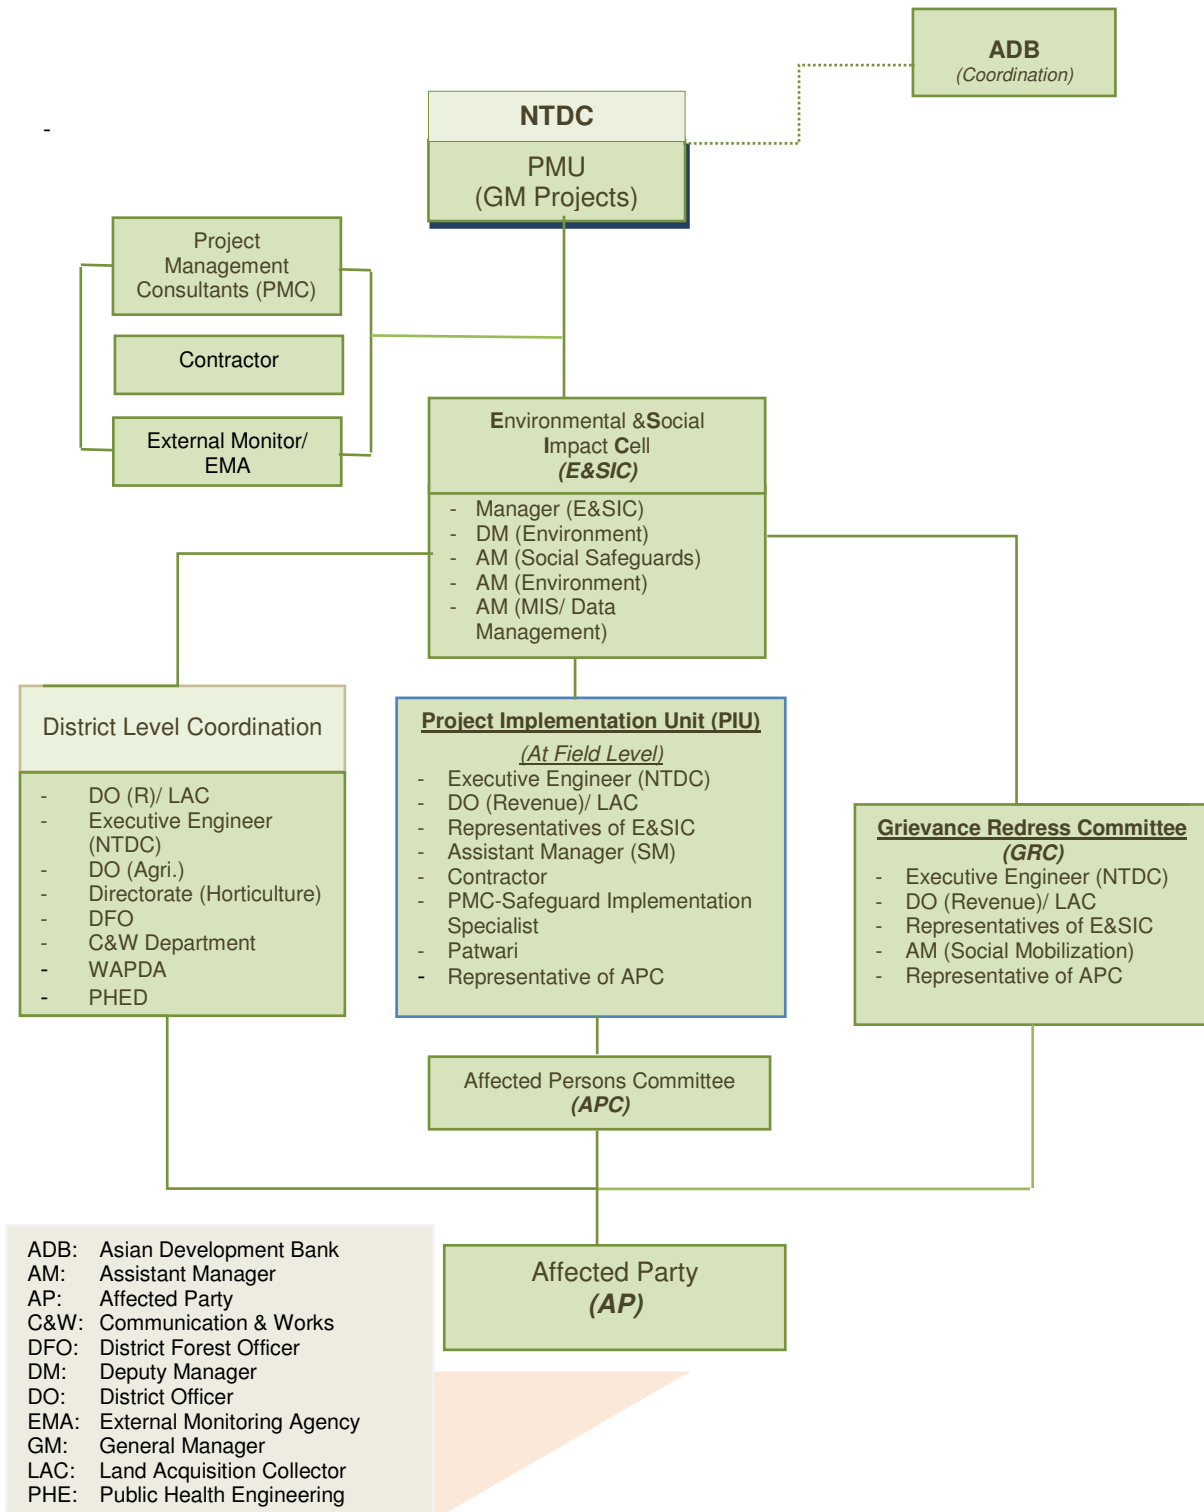 ADB
(Coordination)
NTDC
-
PMU
(GM Projects)
Project
Management
Consultants (PMC)
Contractor
External Monitor/
EMA
Environmental &Social
Impact Cell
(E&SIC)
- Manager (E&SIC)
- DM (Environment)
- AM (Social Safeguards)
- AM (Environment)
- AM (MIS/ Data
Management)
District Level Coordination
- DO (R)/ LAC
- Executive Engineer
(NTDC)
- DO (Agri.)
- Directorate (Horticulture)
- DFO
- C&W Department
- WAPDA
- PHED
Project Implementation Unit (PIU)
(At Field Level)
- Executive Engineer (NTDC)
- DO (Revenue)/ LAC
- Representatives of E&SIC
- Assistant Manager (SM)
- Contractor
- PMC-Safeguard Implementation
Specialist
- Patwari
- Representative of APC
Grievance Redress Committee
(GRC)
- Executive Engineer (NTDC)
- DO (Revenue)/ LAC
- Representatives of E&SIC
- AM (Social Mobilization)
- Representative of APC
Affected Persons Committee
(APC)
Affected Party
(AP)
ADB: Asian Development Bank
AM: Assistant Manager
AP: Affected Party
C&W: Communication & Works
DFO: District Forest Officer
DM: Deputy Manager
DO: District Officer
EMA: External Monitoring Agency
GM: General Manager
LAC: Land Acquisition Collector
PHE: Public Health Engineering